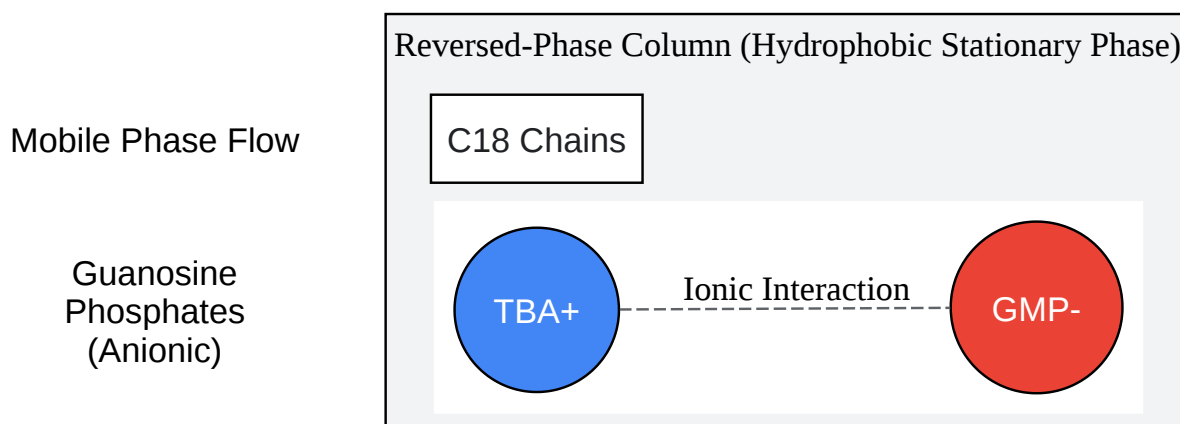 Reversed-Phase Column (Hydrophobic Stationary Phase)
Mobile Phase Flow
C18 Chains
Guanosine
Phosphates
(Anionic)
TBA+
Ionic Interaction
GMP-